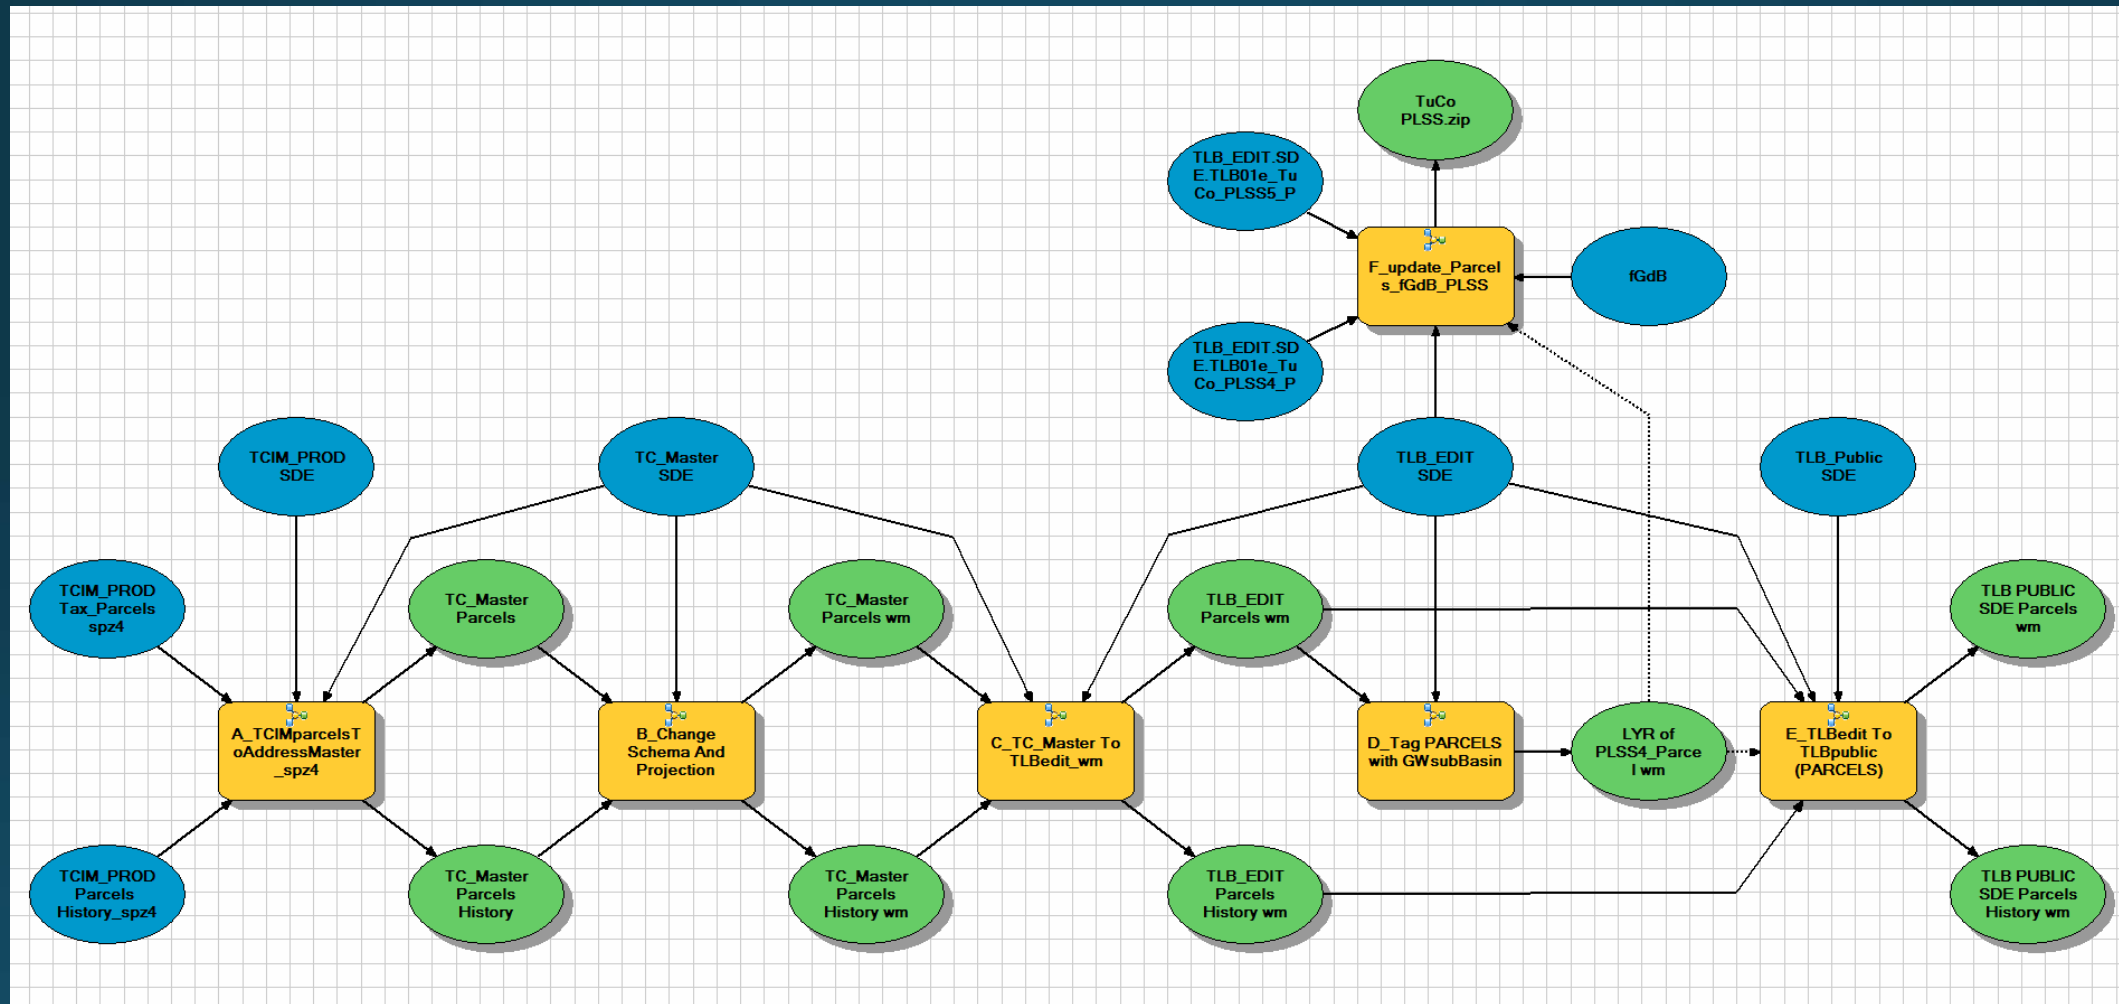 TuCo
PLSS.zip
TLB_EDIT.SD
E.TLB01e_Tu
Co_PLSS5_P
F_update_Parcel
s_fGdB_PLSS
fGdB
TLB_EDIT.SD
E.TLB01e_Tu
Co_PLSS4_P
TCIM_PROD
SDE
TC_Master
SDE
TLB_EDIT
SDE
TLB_Public
SDE
TCIM_PROD
Tax_Parcels
spz4
TC_Master
Parcels
TC_Master
Parcels wm
TLB_EDIT
Parcels wm
TLB PUBLIC
SDE Parcels
wm
A_TCIMparcelsT
oAddressMaster
_spz4
B_Change
Schema And
Projection
C_TC_Master To
TLBedit_wm
D_Tag PARCELS
with GWsubBasin
LYR of
PLSS4_Parce
l wm
E_TLBedit To
TLBpublic
(PARCELS)
TCIM_PROD
Parcels
History_spz4
TC_Master
Parcels
History
TC_Master
Parcels
History wm
TLB_EDIT
Parcels
History wm
TLB PUBLIC
SDE Parcels
History wm